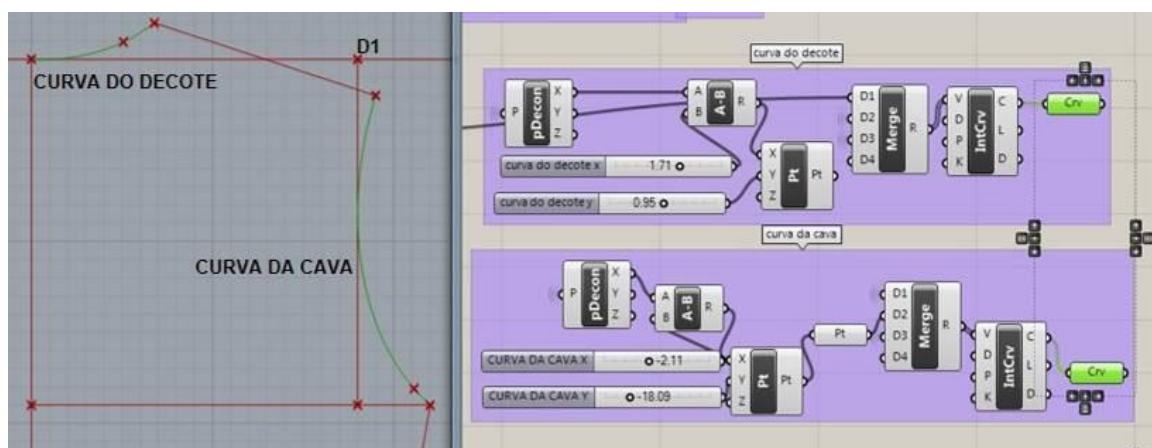 D1
CURVA DO DECOTE
CURVA DA CAVA
curva do decote
P
pDecon
X
Y
Z
A
B
A-B
R
curva do decote x
1.71
curva do decote y
0.95
X
Y
Z
Pt
Pt
D1
D2
D3
D4
Merge
R
V
D
P
K
IntCrv
C
L
D
Crv
curva da cava
P
pDecon
X
Y
Z
A
B
A-B
R
CURVA DA CAVA X
-2.11
CURVA DA CAVA Y
-18.09
X
Y
Z
Pt
Pt
Pt
D1
D2
D3
D4
Merge
R
V
D
P
K
IntCrv
C
L
D
Crv